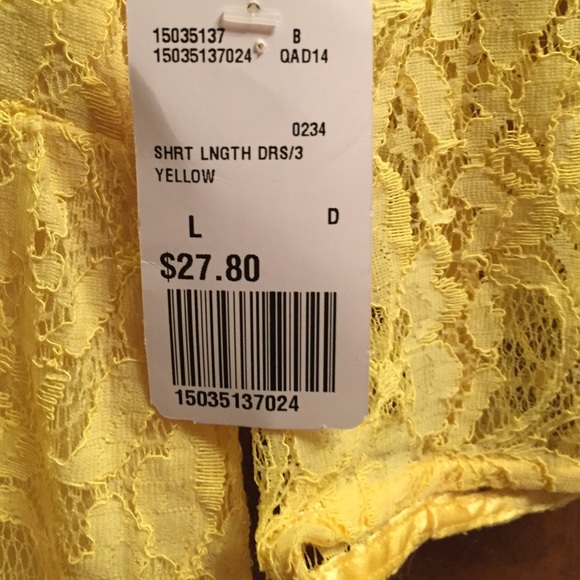 15035137 B
15035137024 QAD14
0234
SHRT LNGTH DRS/3
YELLOW
L D
$27.80
15035137024